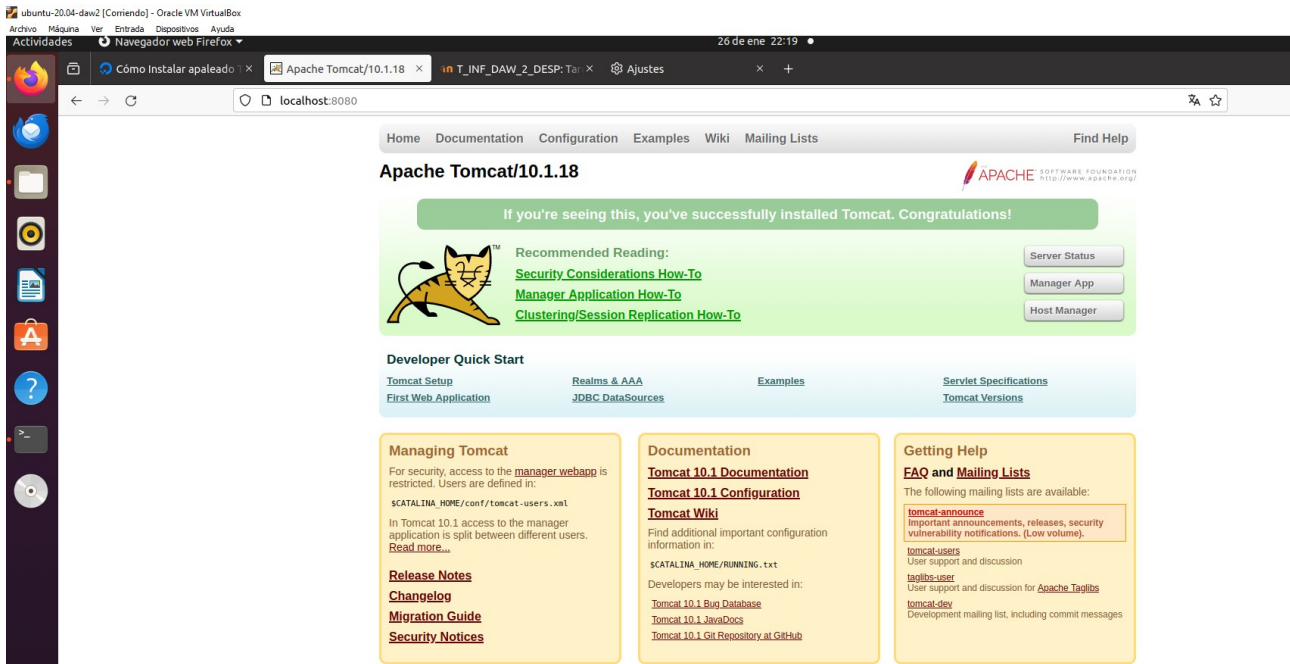 ubuntu-20.04-daw2 [Corriendo] - Oracle VM VirtualBox
Archivo Máquina Ver Entrada Dispositivos Ayuda
Actividades Navegador web Firefox 26 de ene 22:19
Cómo Instalar apaleado T Apache Tomcat/10.1.18 T_INF_DAW_2_DESP: Tar Ajustes
localhost:8080
Home Documentation Configuration Examples Wiki Mailing Lists Find Help
Apache Tomcat/10.1.18
APACHE SOFTWARE FOUNDATION
http://www.apache.org/
If you're seeing this, you've successfully installed Tomcat. Congratulations!
TM
Recommended Reading:
Security Considerations How-To
Manager Application How-To
Clustering/Session Replication How-To
Server Status
Manager App
Host Manager
Developer Quick Start
Tomcat Setup Realms & AAA Examples Servlet Specifications
First Web Application JDBC DataSources Tomcat Versions
Managing Tomcat
For security, access to the manager webapp is
restricted. Users are defined in:
$CATALINA_HOME/conf/tomcat-users.xml
In Tomcat 10.1 access to the manager
application is split between different users.
Read more...
Release Notes
Changelog
Migration Guide
Security Notices
Documentation
Tomcat 10.1 Documentation
Tomcat 10.1 Configuration
Tomcat Wiki
Find additional important configuration
information in:
$CATALINA_HOME/RUNNING.txt
Developers may be interested in:
Tomcat 10.1 Bug Database
Tomcat 10.1 JavaDocs
Tomcat 10.1 Git Repository at GitHub
Getting Help
FAQ and Mailing Lists
The following mailing lists are available:
tomcat-announce
Important announcements, releases, security
vulnerability notifications. (Low volume).
tomcat-users
User support and discussion
taglibs-user
User support and discussion for Apache Taglibs
tomcat-dev
Development mailing list, including commit messages